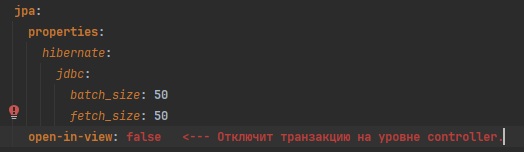 jpa:
properties:
hibernate:
jdbc:
batch_size: 50
fetch_size: 50
open-in-view: false <--- Отключит транзакцию на уровне controller.